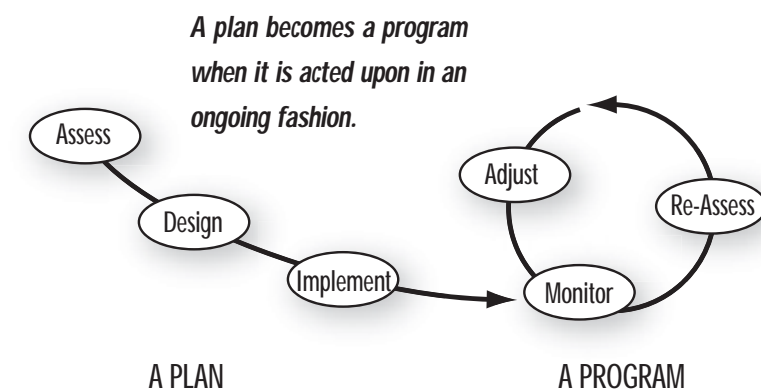 A plan becomes a program
when it is acted upon in an
ongoing fashion.
Assess
Design
Implement
Adjust
Re-Assess
Monitor
A PLAN
A PROGRAM